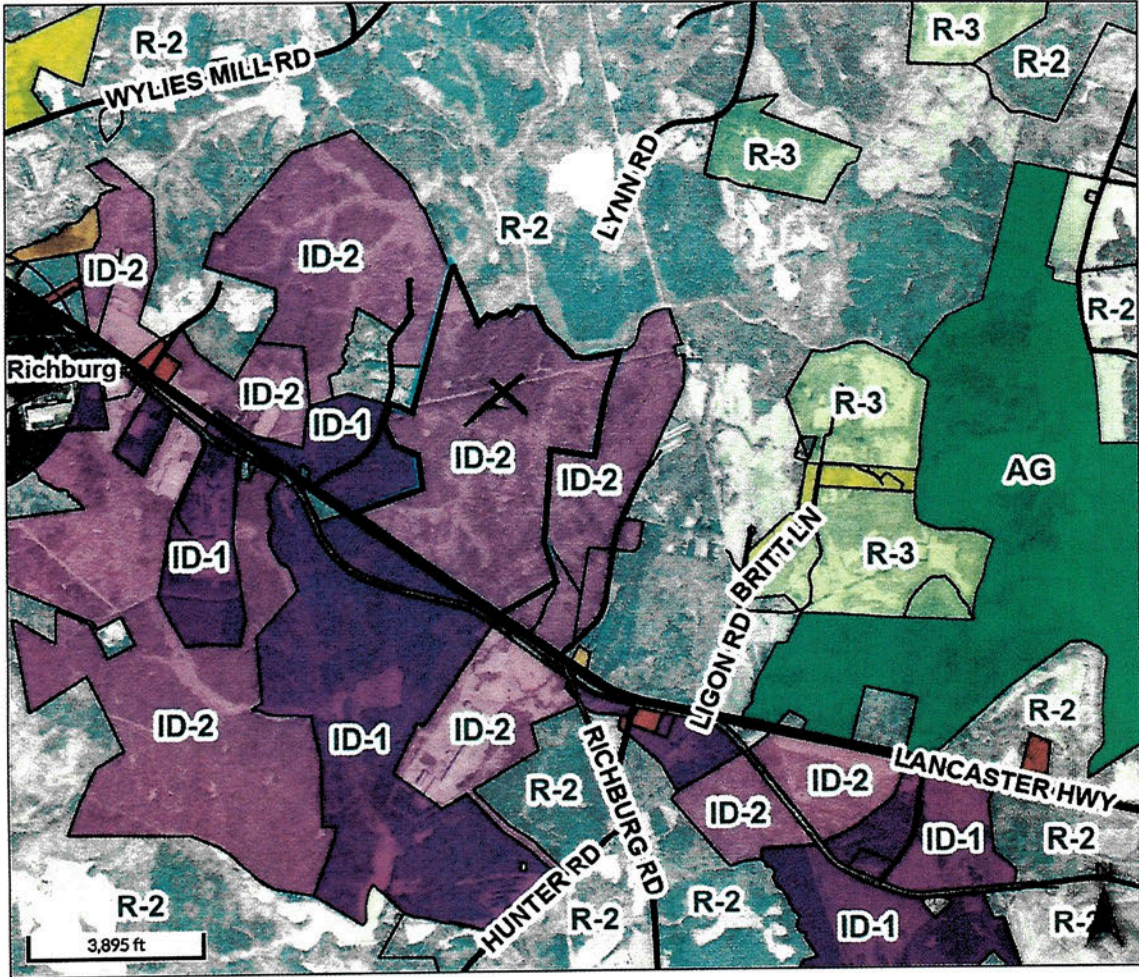 R-2
R-3
R-2
WYLIES MILL RD
R-3
LYNN RD
R-2
ID-2
ID-2
R-2
Richburg
ID-2
ID-1
R-3
ID-2
ID-2
AG
ID-1
R-3
LIGON RD
BRITT LN
ID-2
ID-1
ID-2
R-2
RICHBURG RD
ID-2
ID-2
R-2
LANCASTER HWY
R-2
ID-1
HUNTER RD
R-2
R-2
R-2
ID-1
R-2
N
3,895 ft